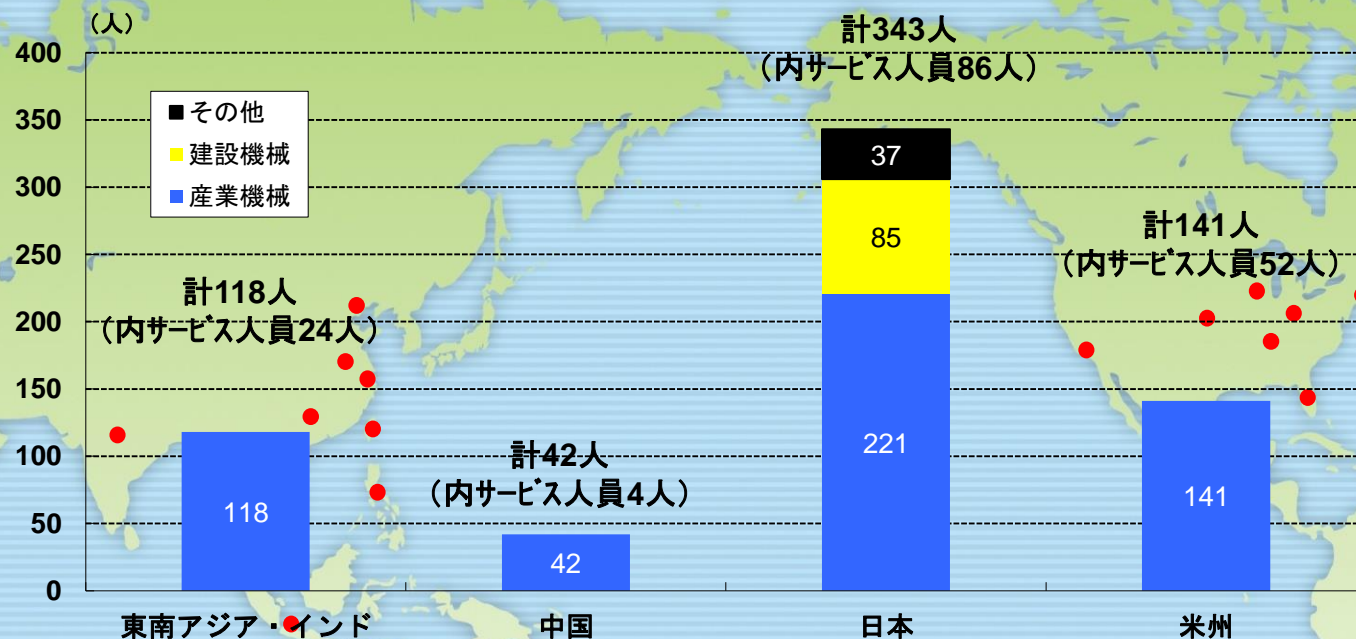 (人)
400
350
300
250
200
150
100
50
0
■その他
■建設機械
■産業機械
計118人
(内サービス人員24人)
118
計42人
(内サービス人員4人)
42
計343人
(内サービス人員86人)
37
85
221
計141人
(内サービス人員52人)
141
東南アジア・インド
中国
日本
米州